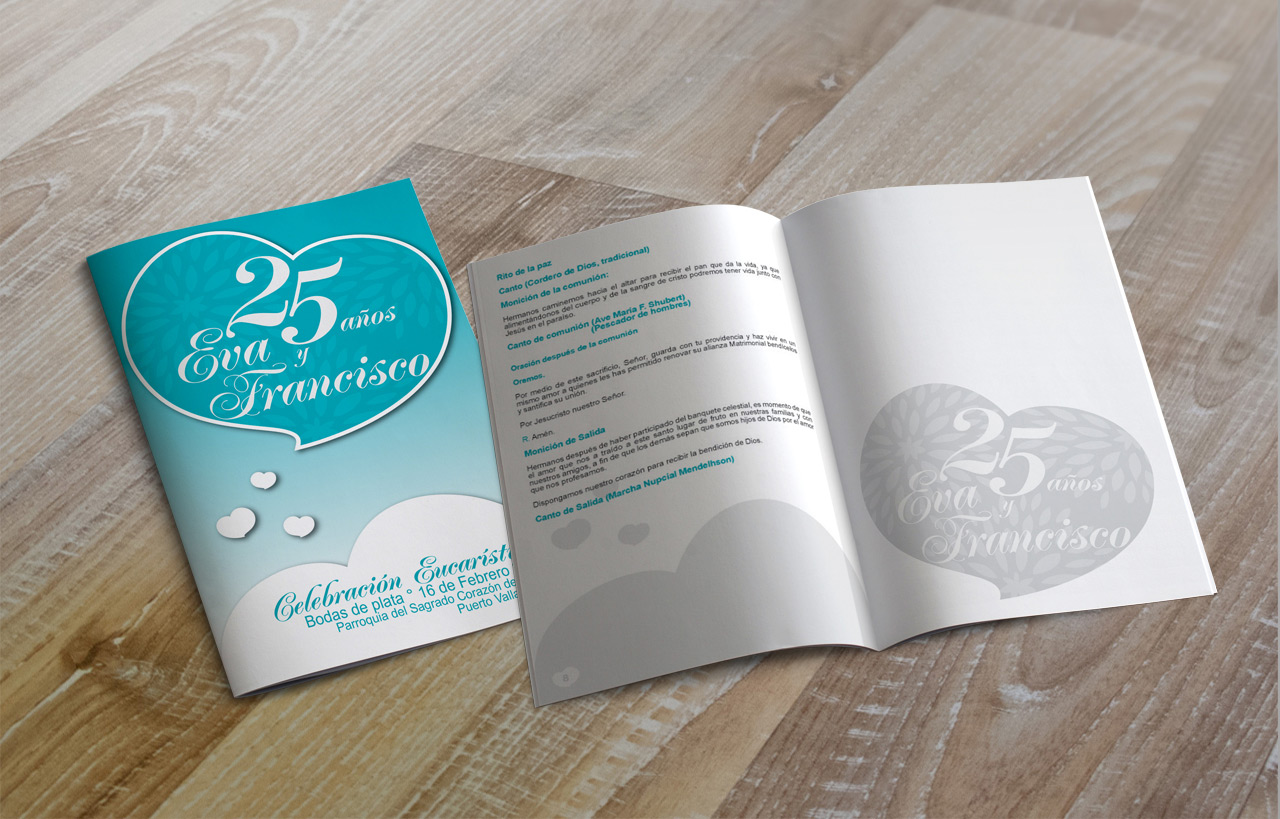 25 años
Eva y
Francisco
Celebración Eucaríst
Bodas de plata ° 16 de Febrero
Parroquia del Sagrado Corazón de
Puerto Valla
Rito de la paz
Canto (Cordero de Dios, tradicional)
Monición de la comunión:
Hermanos caminemos hacia el altar para recibir el pan que da la vida, ya que
alimentándonos del cuerpo y de la sangre de cristo podremos tener vida junto con
Jesús en el paraíso.
Canto de comunión (Ave Maria F. Shubert)
(Pescador de hombres)
Oración después de la comunión
Oremos.
Por medio de este sacrificio, Señor, guarda con tu providencia y haz vivir en un
mismo amor a quienes les has permitido renovar su alianza Matrimonial bendícelos
y santifica su unión.
Por Jesucristo nuestro Señor.
R. Amén.
Monición de Salida
Hermanos después de haber participado del banquete celestial, es momento de que
el amor que nos a traído a este santo lugar de fruto en nuestras familias y con
nuestros amigos, a fin de que los demás sepan que somos hijos de Dios por el amor
que nos profesamos.
Dispongamos nuestro corazón para recibir la bendición de Dios.
Canto de Salida (Marcha Nupcial Mendelhson)
8
25 años
Eva y
Francisco